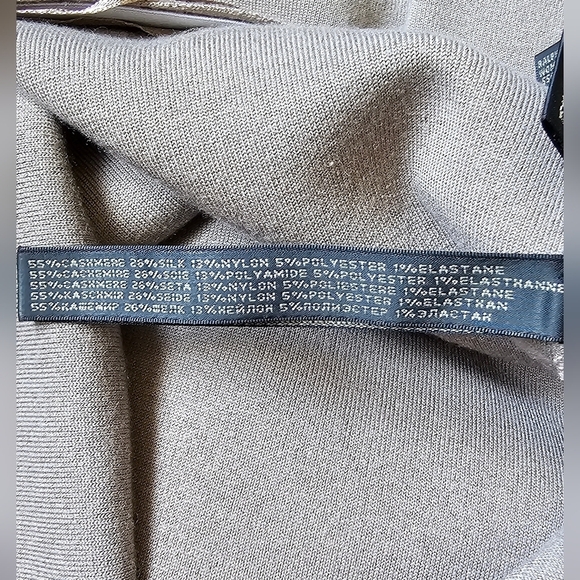 55%CASHMERE 26%SILK 13%NYLON 5%POLYESTER 1%ELASTANE
55%CACHEMIRE 26%SOIE 13%POLYAMIDE 5%POLYESTER 1%ELASTHANNE
55%CASHMERE 26%SETA 13%NYLON 5%POLIESTERE 1%ELASTANE
55%KASCHMIR 26%SEIDE 13%NYLON 5%POLYESTER 1%ELASTHAN
55%КАШЕМИР 26%ШЕЛК 13%НЕЙЛОН 5%ПОЛИЭСТЕР 1%ЭЛАСТАН